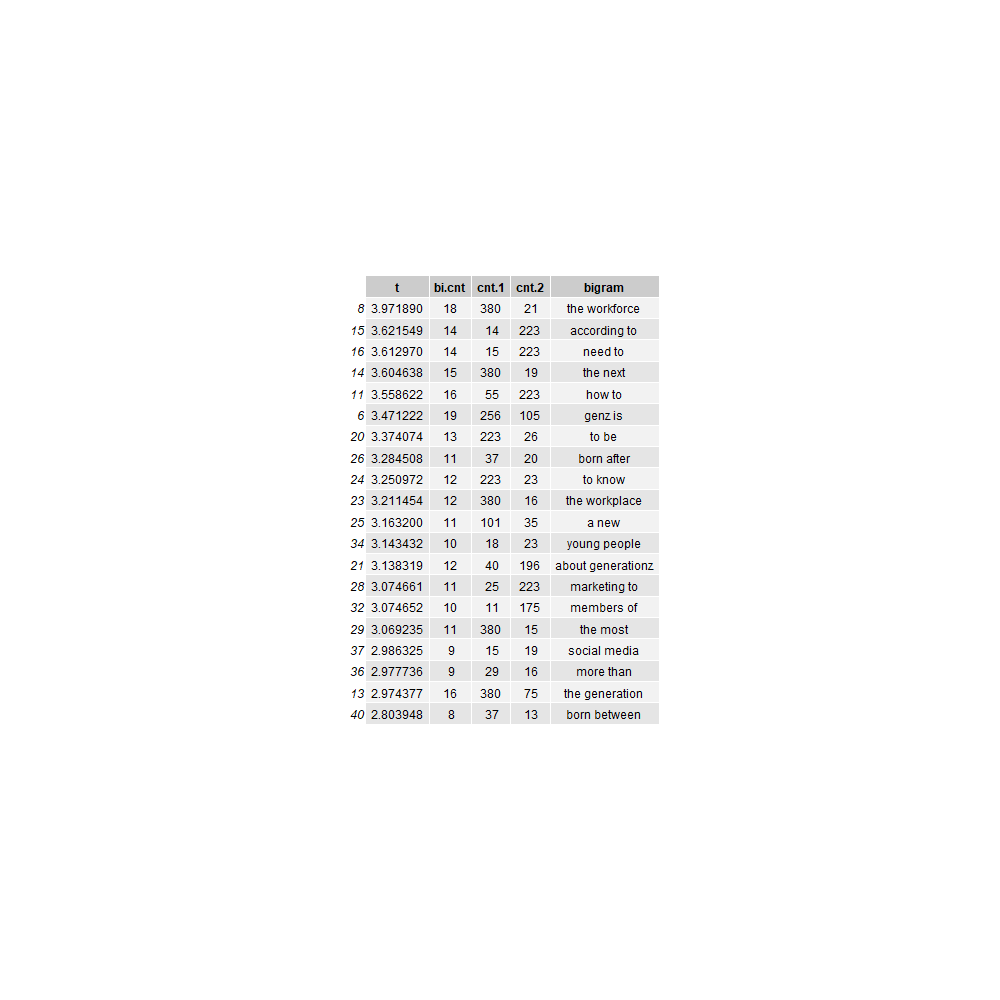 t bi.cnt cnt.1 cnt.2 bigram
8 3.971890 18 380 21 the workforce
15 3.621549 14 14 223 according to
16 3.612970 14 15 223 need to
14 3.604638 15 380 19 the next
11 3.558622 16 55 223 how to
6 3.471222 19 256 105 genz is
20 3.374074 13 223 26 to be
26 3.284508 11 37 20 born after
24 3.250972 12 223 23 to know
23 3.211454 12 380 16 the workplace
25 3.163200 11 101 35 a new
34 3.143432 10 18 23 young people
21 3.138319 12 40 196 about generationz
28 3.074661 11 25 223 marketing to
32 3.074652 10 11 175 members of
29 3.069235 11 380 15 the most
37 2.986325 9 15 19 social media
36 2.977736 9 29 16 more than
13 2.974377 16 380 75 the generation
40 2.803948 8 37 13 born between